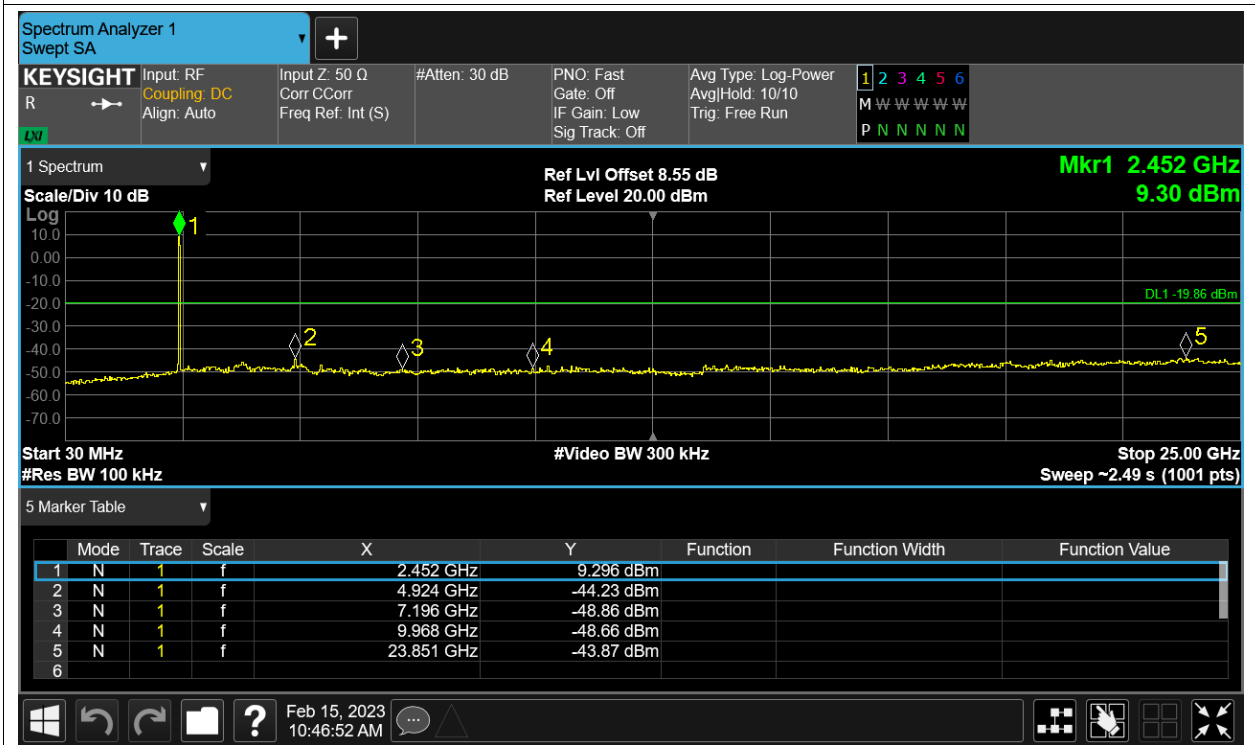 Spectrum Analyzer 1
Swept SA
+
KEYSIGHT Input: RF Input Z: 50 Ω #Atten: 30 dB PNO: Fast Avg Type: Log-Power 1 2 3 4 5 6
R Coupling: DC Corr CCorr Gate: Off Avg|Hold: 10/10 M W W W W W
Align: Auto Freq Ref: Int (S) IF Gain: Low Trig: Free Run
LXI Sig Track: Off P N N N N N
1 Spectrum Ref Lvl Offset 8.55 dB Mkr1 2.452 GHz
Scale/Div 10 dB Ref Level 20.00 dBm 9.30 dBm
Log
1
10.0
0.00
-10.0
DL1 -19.86 dBm
-20.0
-30.0
2 3 4 5
-40.0
-50.0
-60.0
-70.0
Start 30 MHz #Video BW 300 kHz Stop 25.00 GHz
#Res BW 100 kHz Sweep ~2.49 s (1001 pts)
5 Marker Table
Mode Trace Scale X Y Function Function Width Function Value
1 N 1 f 2.452 GHz 9.296 dBm
2 N 1 f 4.924 GHz -44.23 dBm
3 N 1 f 7.196 GHz -48.86 dBm
4 N 1 f 9.968 GHz -48.66 dBm
5 N 1 f 23.851 GHz -43.87 dBm
6
? Feb 15, 2023
10:46:52 AM